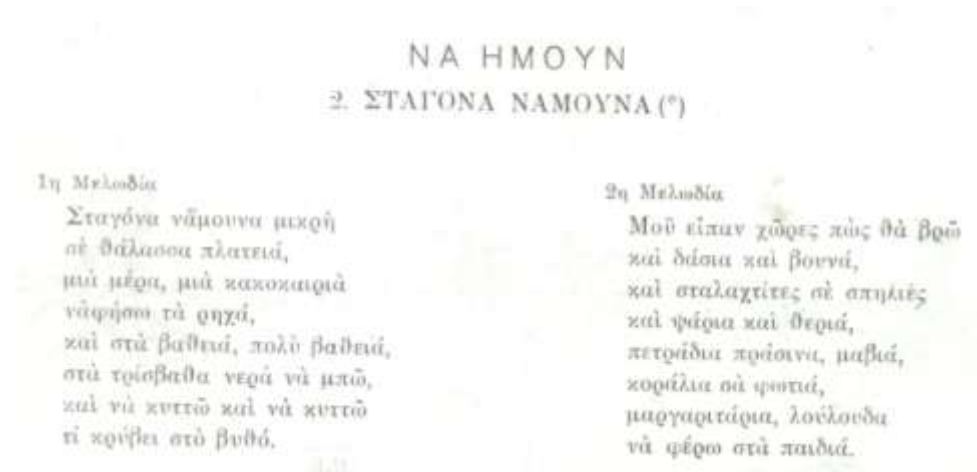 ΝΑ ΗΜΟΥΝ
2. ΣΤΑΓΟΝΑ ΝΑΜΟΥΝΑ (*)
1η Μελωδία
Σταγόνα νἄμουνα μικρὴ
σὲ θάλασσα πλατειά,
μιὰ μέρα, μιὰ κακοκαιριὰ
νἀφήσω τὰ ρηχά,
καὶ στὰ βαθειά, πολὺ βαθειά,
στὰ τρίσβαθα νερὰ νὰ μπῶ,
καὶ νὰ κυττῶ καὶ νὰ κυττῶ
τί κρύβει στὸ βυθό.
2η Μελωδία
Μοῦ εἶπαν χῶρες πὼς θὰ βρῶ
καὶ δάσια καὶ βουνά,
καὶ σταλαχτίτες σὲ σπηλιὲς
καὶ ψάρια καὶ θεριά,
πετράδια πράσινα, μαβιά,
κοράλια σὰ φωτιά,
μαργαριτάρια, λούλουδα
νὰ φέρω στὰ παιδιά.